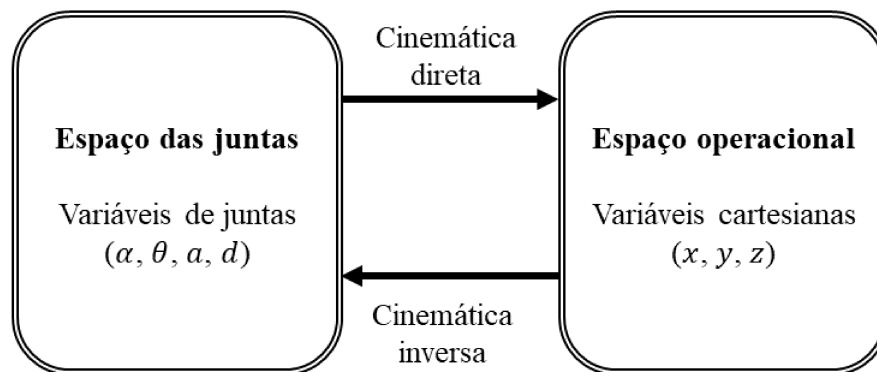 Cinemática
direta
Espaço das juntas
Variáveis de juntas
(α, θ, a, d)
Espaço operacional
Variáveis cartesianas
(x, y, z)
Cinemática
inversa